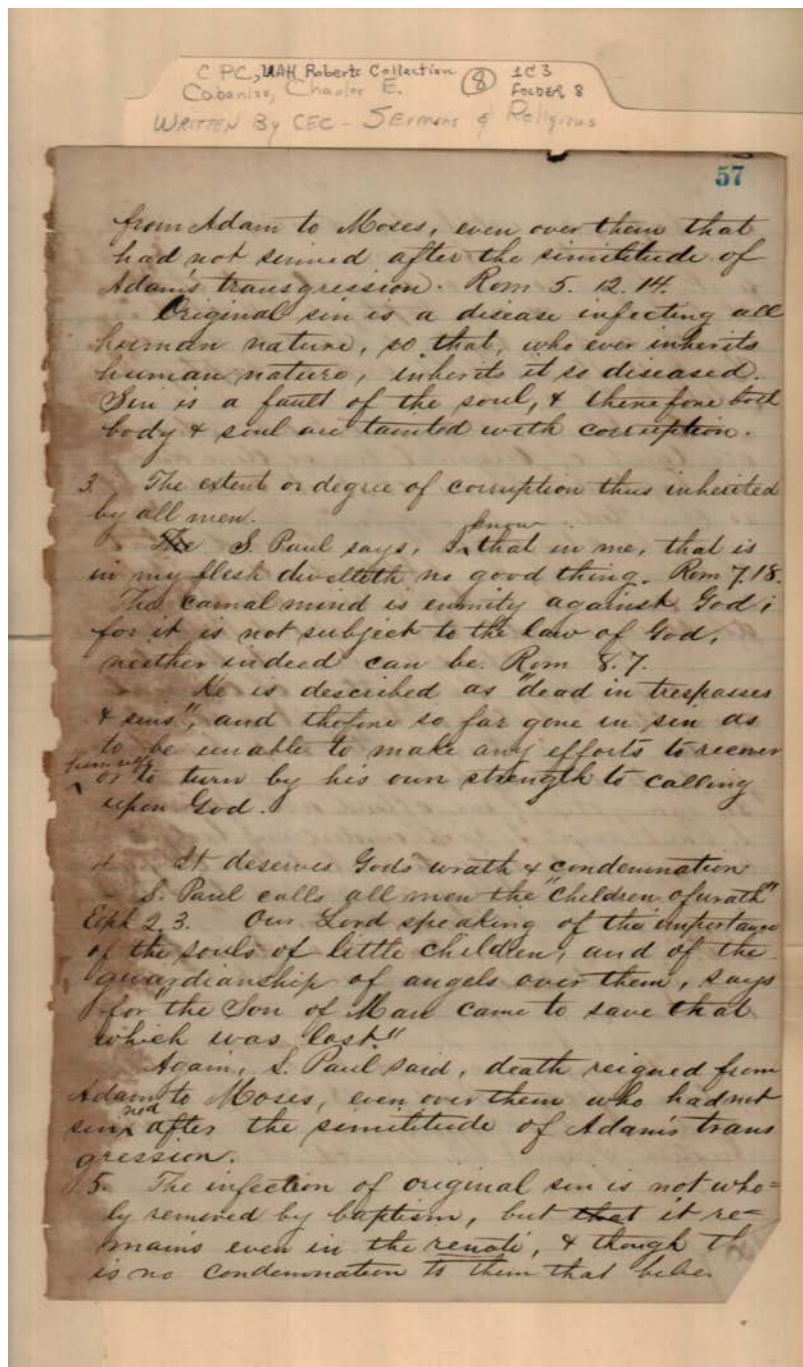 C PC, UAH Roberts Collection 8 1C3
Cabaniss, Charles E. FOLDER 8
WRITTEN By CEC - SErmons & Religious
57
from Adam to Moses, even over them that
had not sinned after the similitude of
Adam's transgression. Rom 5. 12.14.
Original sin is a disease infecting all
human nature, so that, who ever inherits
human nature, inherits it so diseased.
Sin is a fault of the soul, & therefore both
body & soul are tainted with corruption.
3. The extent or degree of corruption thus inherited
by all men.
The S. Paul says, I know that in me, that is
in my flesh dwelleth no good thing. Rom 7.18.
The carnal mind is enmity against God;
for it is not subject to the law of God,
neither indeed can be. Rom 8.7.
He is described as "dead in trespasses
& sins", and thefore so far gone in sin as
to be unable to make any efforts to recover
himself or to turn by his own strength to calling
upon God.
4. It deserves Gods wrath & condemnation
- S. Paul calls all men the "children of wrath"
Eph 2.3. Our Lord speaking of the importance
of the souls of little children, and of the
guardianship of angels over them, says
for "the Son of Man came to save that
which was lost."
Again, S. Paul said, death reigned from
Adam to Moses, even over them who had not
sinned after the similitude of Adam's trans
gression.
5. The infection of original sin is not who=
ly removed by baptism, but that it re=
mains even in the renati, & though th
is no condemnation to them that belie